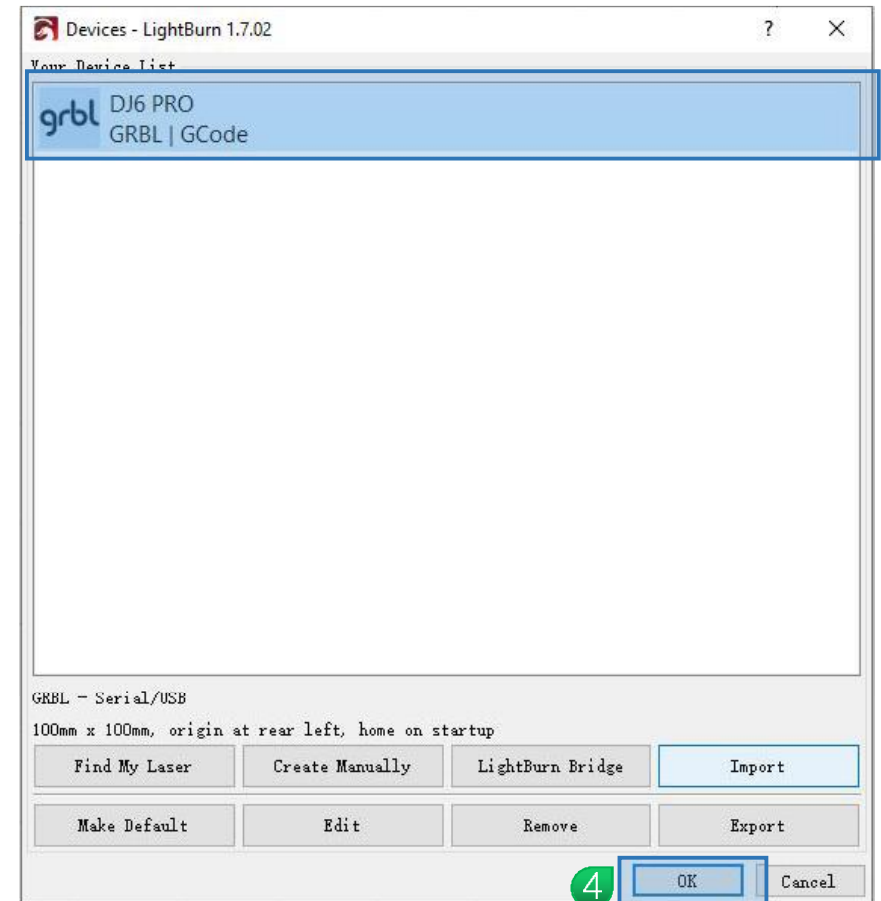 Devices - LightBurn 1.7.02 ? ×
Your Device List
grbl
DJ6 PRO
GRBL | GCode
GRBL - Serial/USB
100mm x 100mm, origin at rear left, home on startup
Find My Laser Create Manually LightBurn Bridge Import
Make Default Edit Remove Export
4 OK Cancel